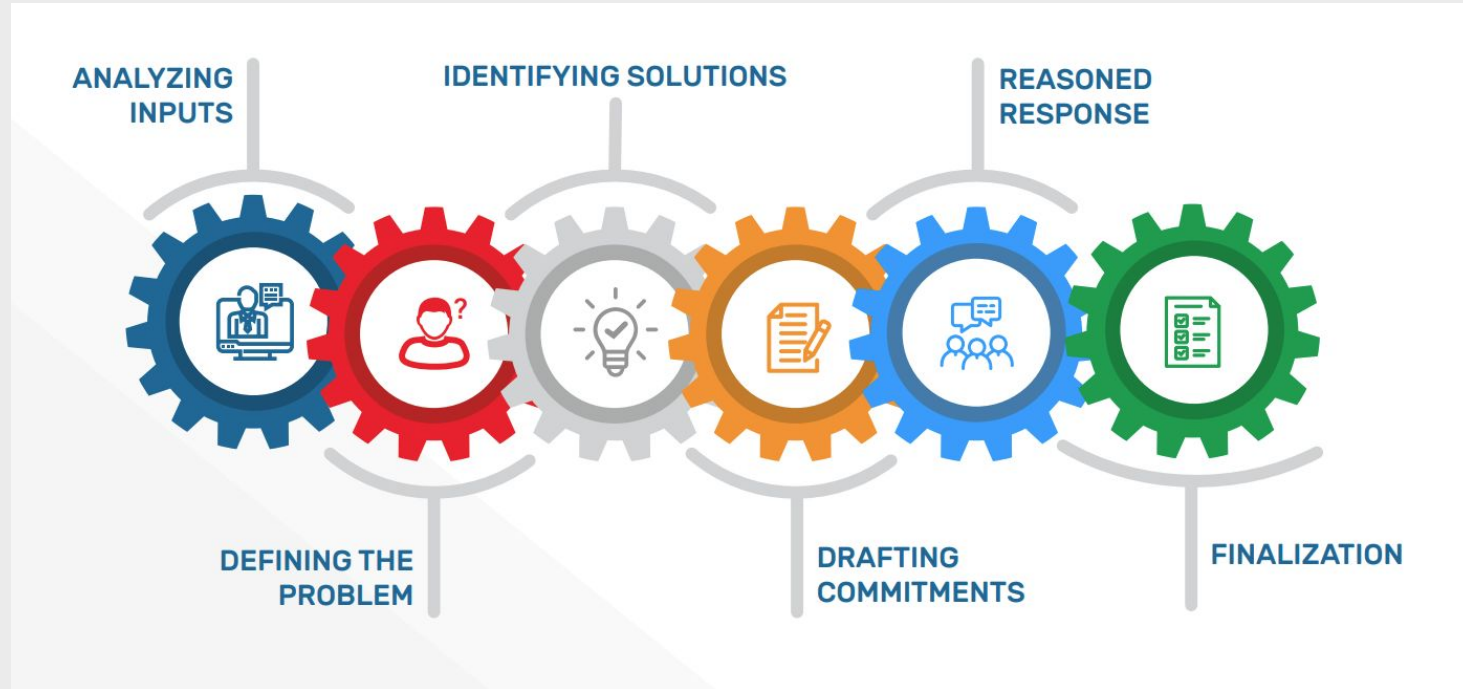 ANALYZING
INPUTS
DEFINING THE
PROBLEM
IDENTIFYING SOLUTIONS
DRAFTING
COMMITMENTS
REASONED
RESPONSE
FINALIZATION
?